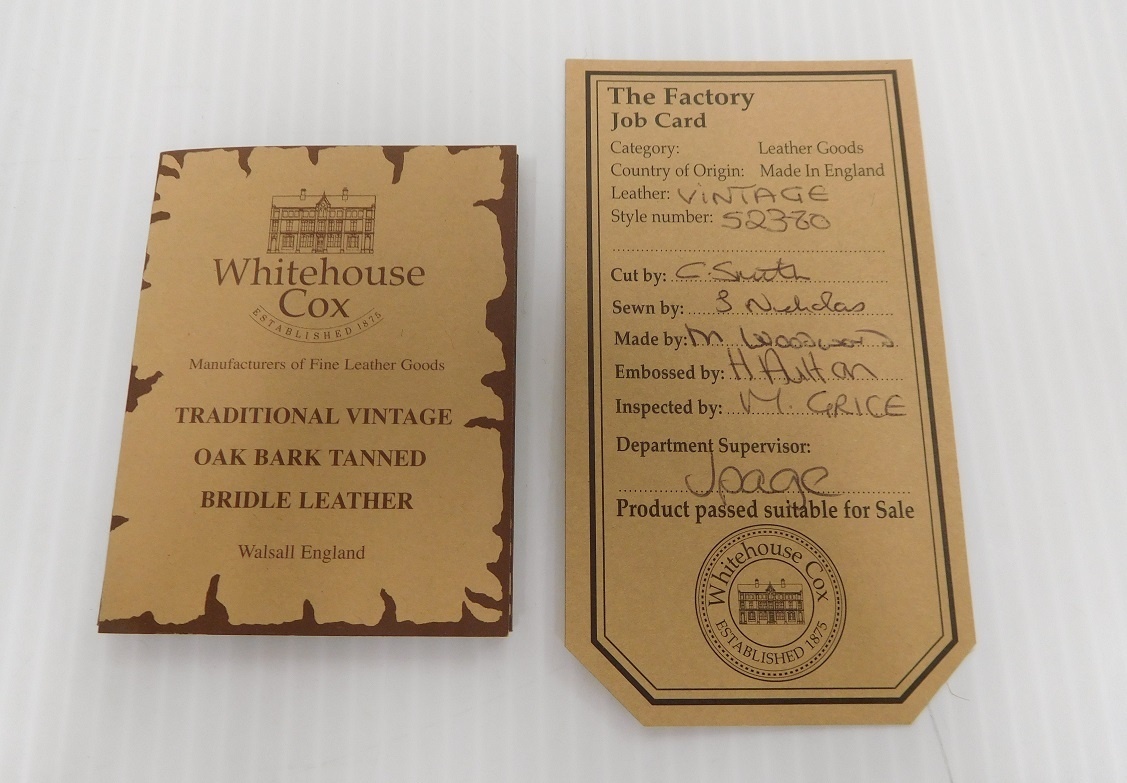 Whitehouse
Cox
ESTABLISHED 1875
Manufacturers of Fine Leather Goods
TRADITIONAL VINTAGE
OAK BARK TANNED
BRIDLE LEATHER
Walsall England
The Factory
Job Card
Category: Leather Goods
Country of Origin: Made In England
Leather: VINTAGE
Style number: S2380
Cut by: C. Smith
Sewn by: S Nicholas
Made by: M Woodward
Embossed by: H
Inspected by: M. GRICE
Department Supervisor:
J page
Product passed suitable for Sale
Whitehouse Cox
ESTABLISHED 1875